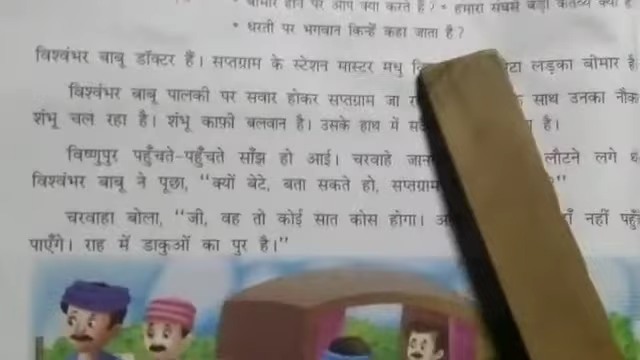 • बीमार होने पर आप क्या करते हैं? • हमारा सबसे बड़ा कर्तव्य क्या
• धरती पर भगवान किन्हें कहा जाता है?
विश्वंभर बाबू डॉक्टर हैं। सप्तग्राम के स्टेशन मास्टर मधु लड़का बीमार है
विश्वंभर बाबू पालकी पर सवार होकर सप्तग्राम जा साथ उनका
शंभू चल रहा है। शंभू काफ़ी बलवान है। उसके हाथ में है।
विष्णुपुर पहुँचते-पहुँचते साँझ हो आई। चरवाहे लौटने लगे
विश्वंभर बाबू ने पूछा, “क्यों बेटे, बता सकते हो, सप्तग्राम
चरवाहा बोला, “जी, वह तो कोई सात कोस होगा। नहीं
पाएँगे। राह में डाकुओं का पुर है।”